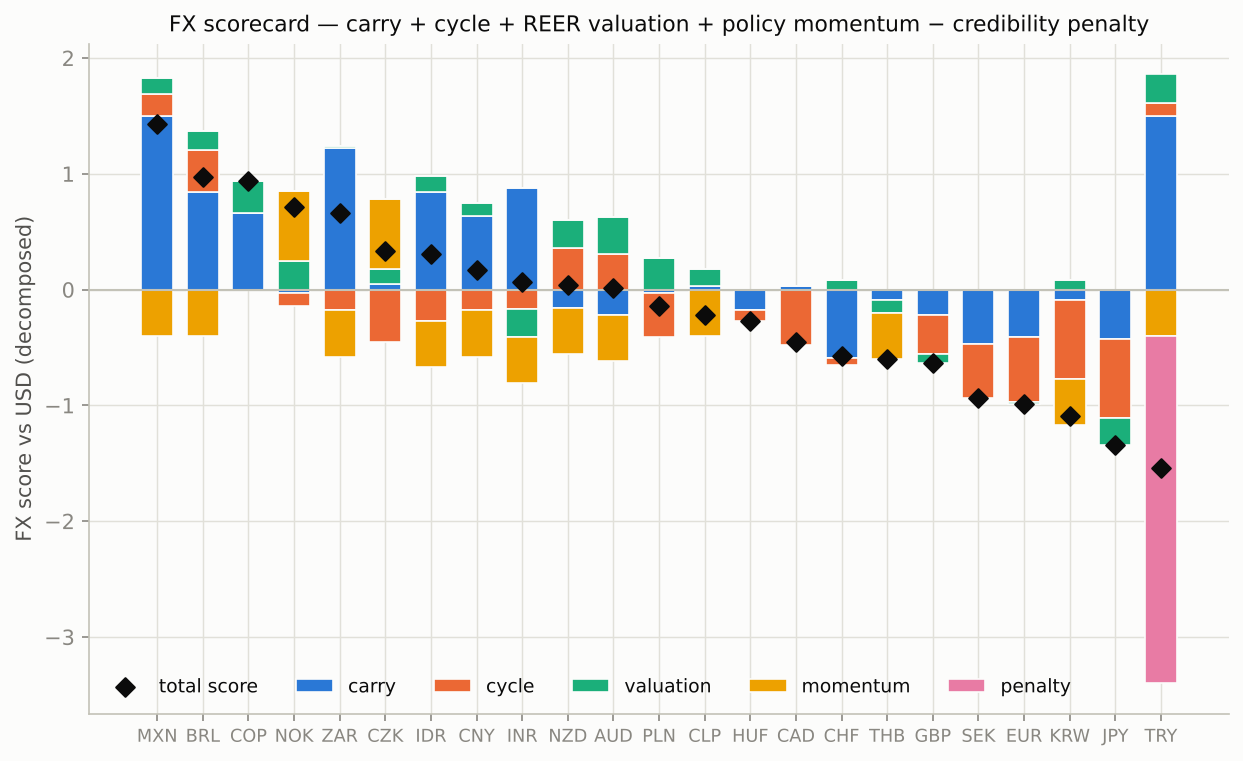 FX scorecard — carry + cycle + REER valuation + policy momentum − credibility penalty
FX score vs USD (decomposed)
2
1
0
−1
−2
−3
total score carry cycle valuation momentum penalty
MXN BRL COP NOK ZAR CZK IDR CNY INR NZD AUD PLN CLP HUF CAD CHF THB GBP SEK EUR KRW JPY TRY